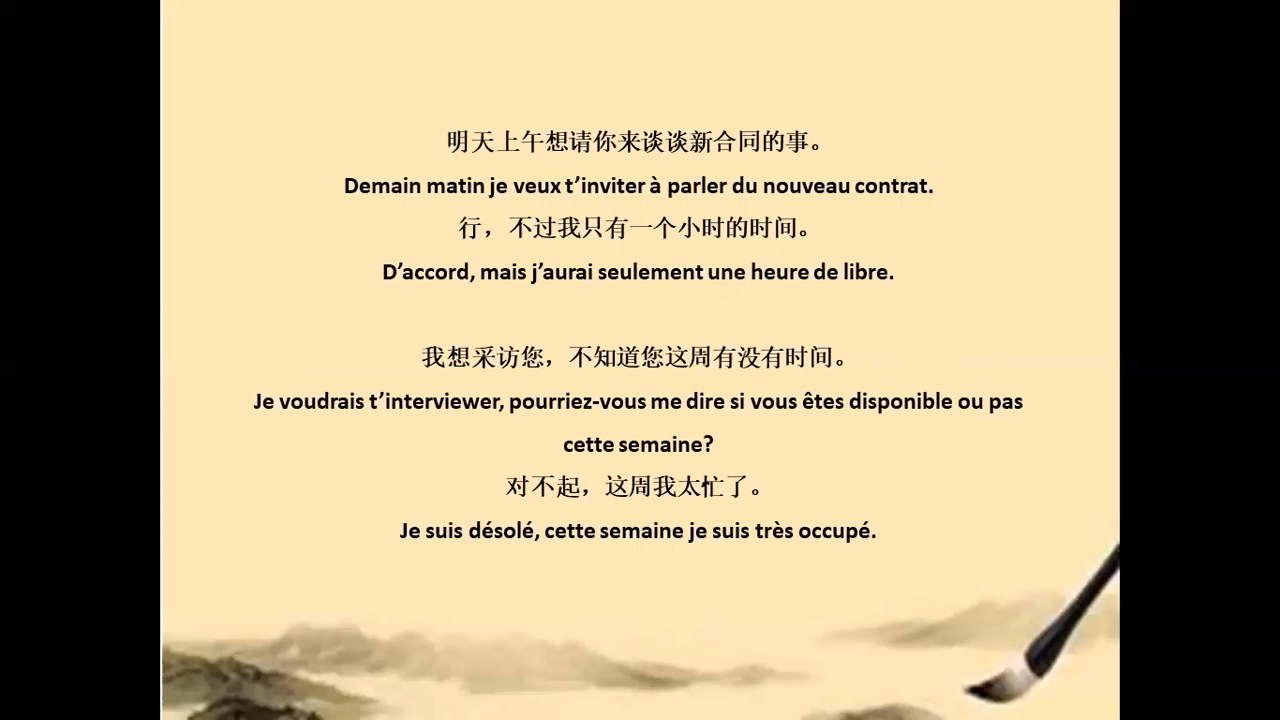 明天上午想请你来谈谈新合同的事。
Demain matin je veux t’inviter à parler du nouveau contrat.
行，不过我只有一个小时的时间。
D’accord, mais j’aurai seulement une heure de libre.
我想采访您，不知道您这周有没有时间。
Je voudrais t’interviewer, pourriez-vous me dire si vous êtes disponible ou pas
cette semaine?
对不起，这周我太忙了。
Je suis désolé, cette semaine je suis très occupé.